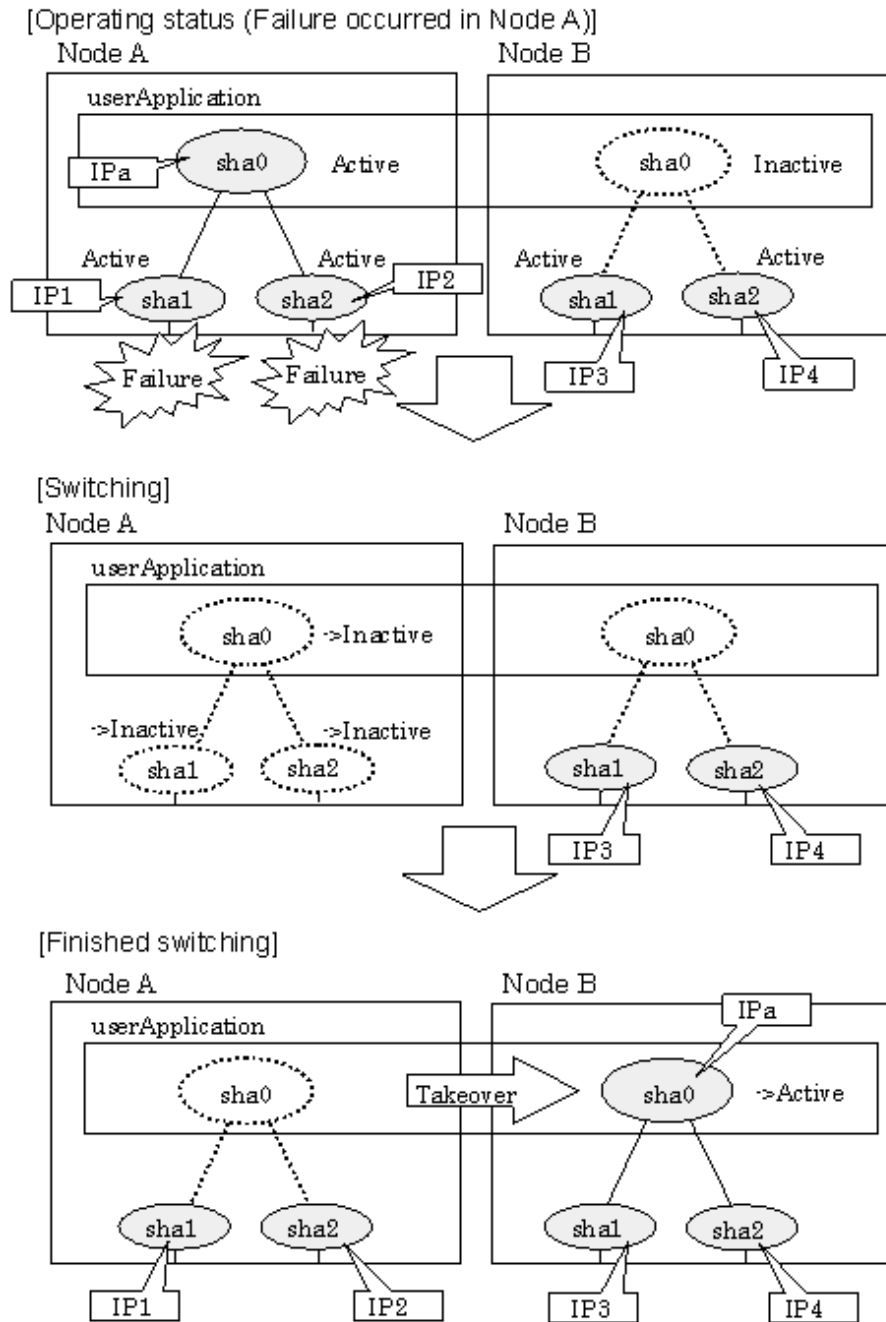 [Operating status (Failure occurred in Node A)]
Node A
Node B
userApplication
IPa
sha0
Active
sha0
Inactive
Active
Active
Active
Active
IP1
sha1
sha2
IP2
sha1
sha2
Failure
Failure
IP3
IP4
[Switching]
Node A
Node B
userApplication
sha0
->Inactive
sha0
->Inactive
->Inactive
sha1
sha2
sha1
sha2
IP3
IP4
[Finished switching]
Node A
Node B
IPa
userApplication
sha0
Takeover
sha0
->Active
sha1
sha2
sha1
sha2
IP1
IP2
IP3
IP4